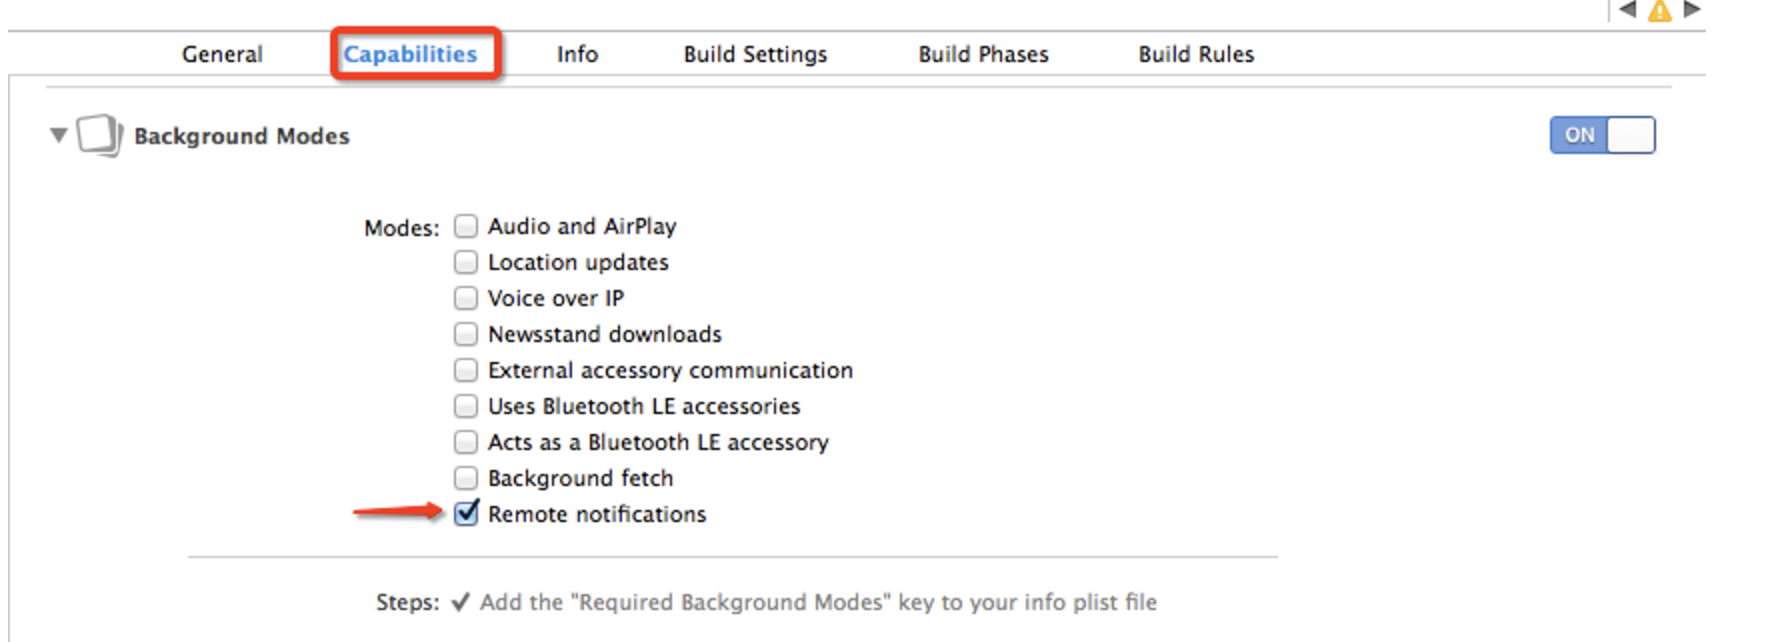 General Capabilities Info Build Settings Build Phases Build Rules
Background Modes ON
Modes: Audio and AirPlay
Location updates
Voice over IP
Newsstand downloads
External accessory communication
Uses Bluetooth LE accessories
Acts as a Bluetooth LE accessory
Background fetch
Remote notifications
Steps: ✓ Add the "Required Background Modes" key to your info plist file